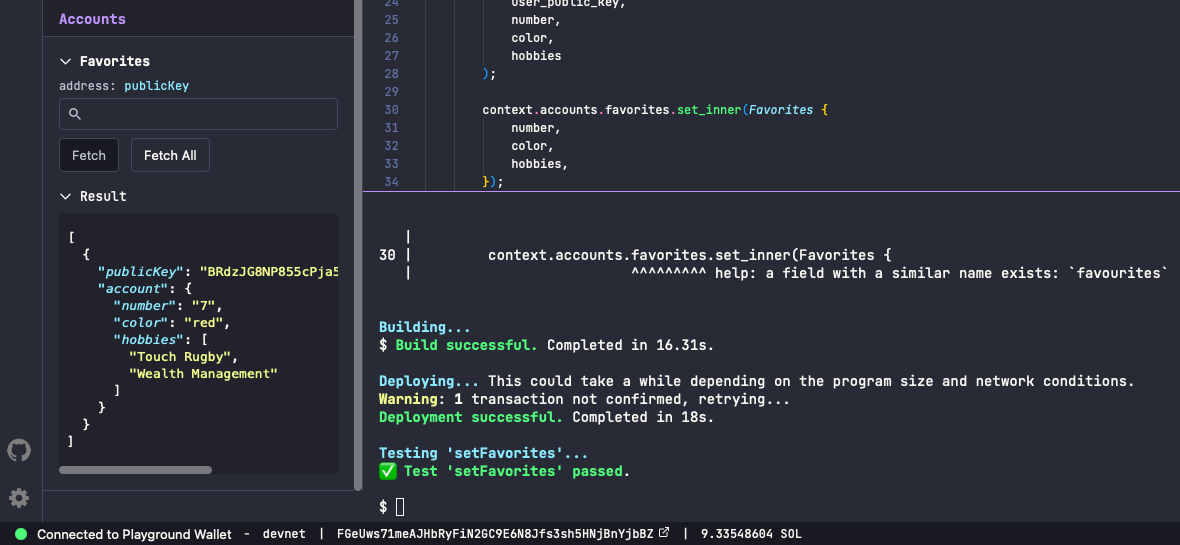 Accounts
Favorites
address: publicKey
Fetch
Fetch All
Result
[
{
"publicKey": "BRdzJG8NP855cPja5
"account": {
"number": "7",
"color": "red",
"hobbies": [
"Touch Rugby",
"Wealth Management"
]
}
}
]
24 user_public_key,
25 number,
26 color,
27 hobbies
28 );
29
30 context.accounts.favorites.set_inner(Favorites {
31 number,
32 color,
33 hobbies,
34 });
|
30 | context.accounts.favorites.set_inner(Favorites {
| ^^^^^^^^^ help: a field with a similar name exists: `favourites`
Building...
$ Build successful. Completed in 16.31s.
Deploying... This could take a while depending on the program size and network conditions.
Warning: 1 transaction not confirmed, retrying...
Deployment successful. Completed in 18s.
Testing 'setFavorites'...
✅ Test 'setFavorites' passed.
$
Connected to Playground Wallet - devnet | FGeUws71meAJHbRyFiN2GC9E6N8Jfs3sh5HNjBnYjbBZ | 9.33548604 SOL